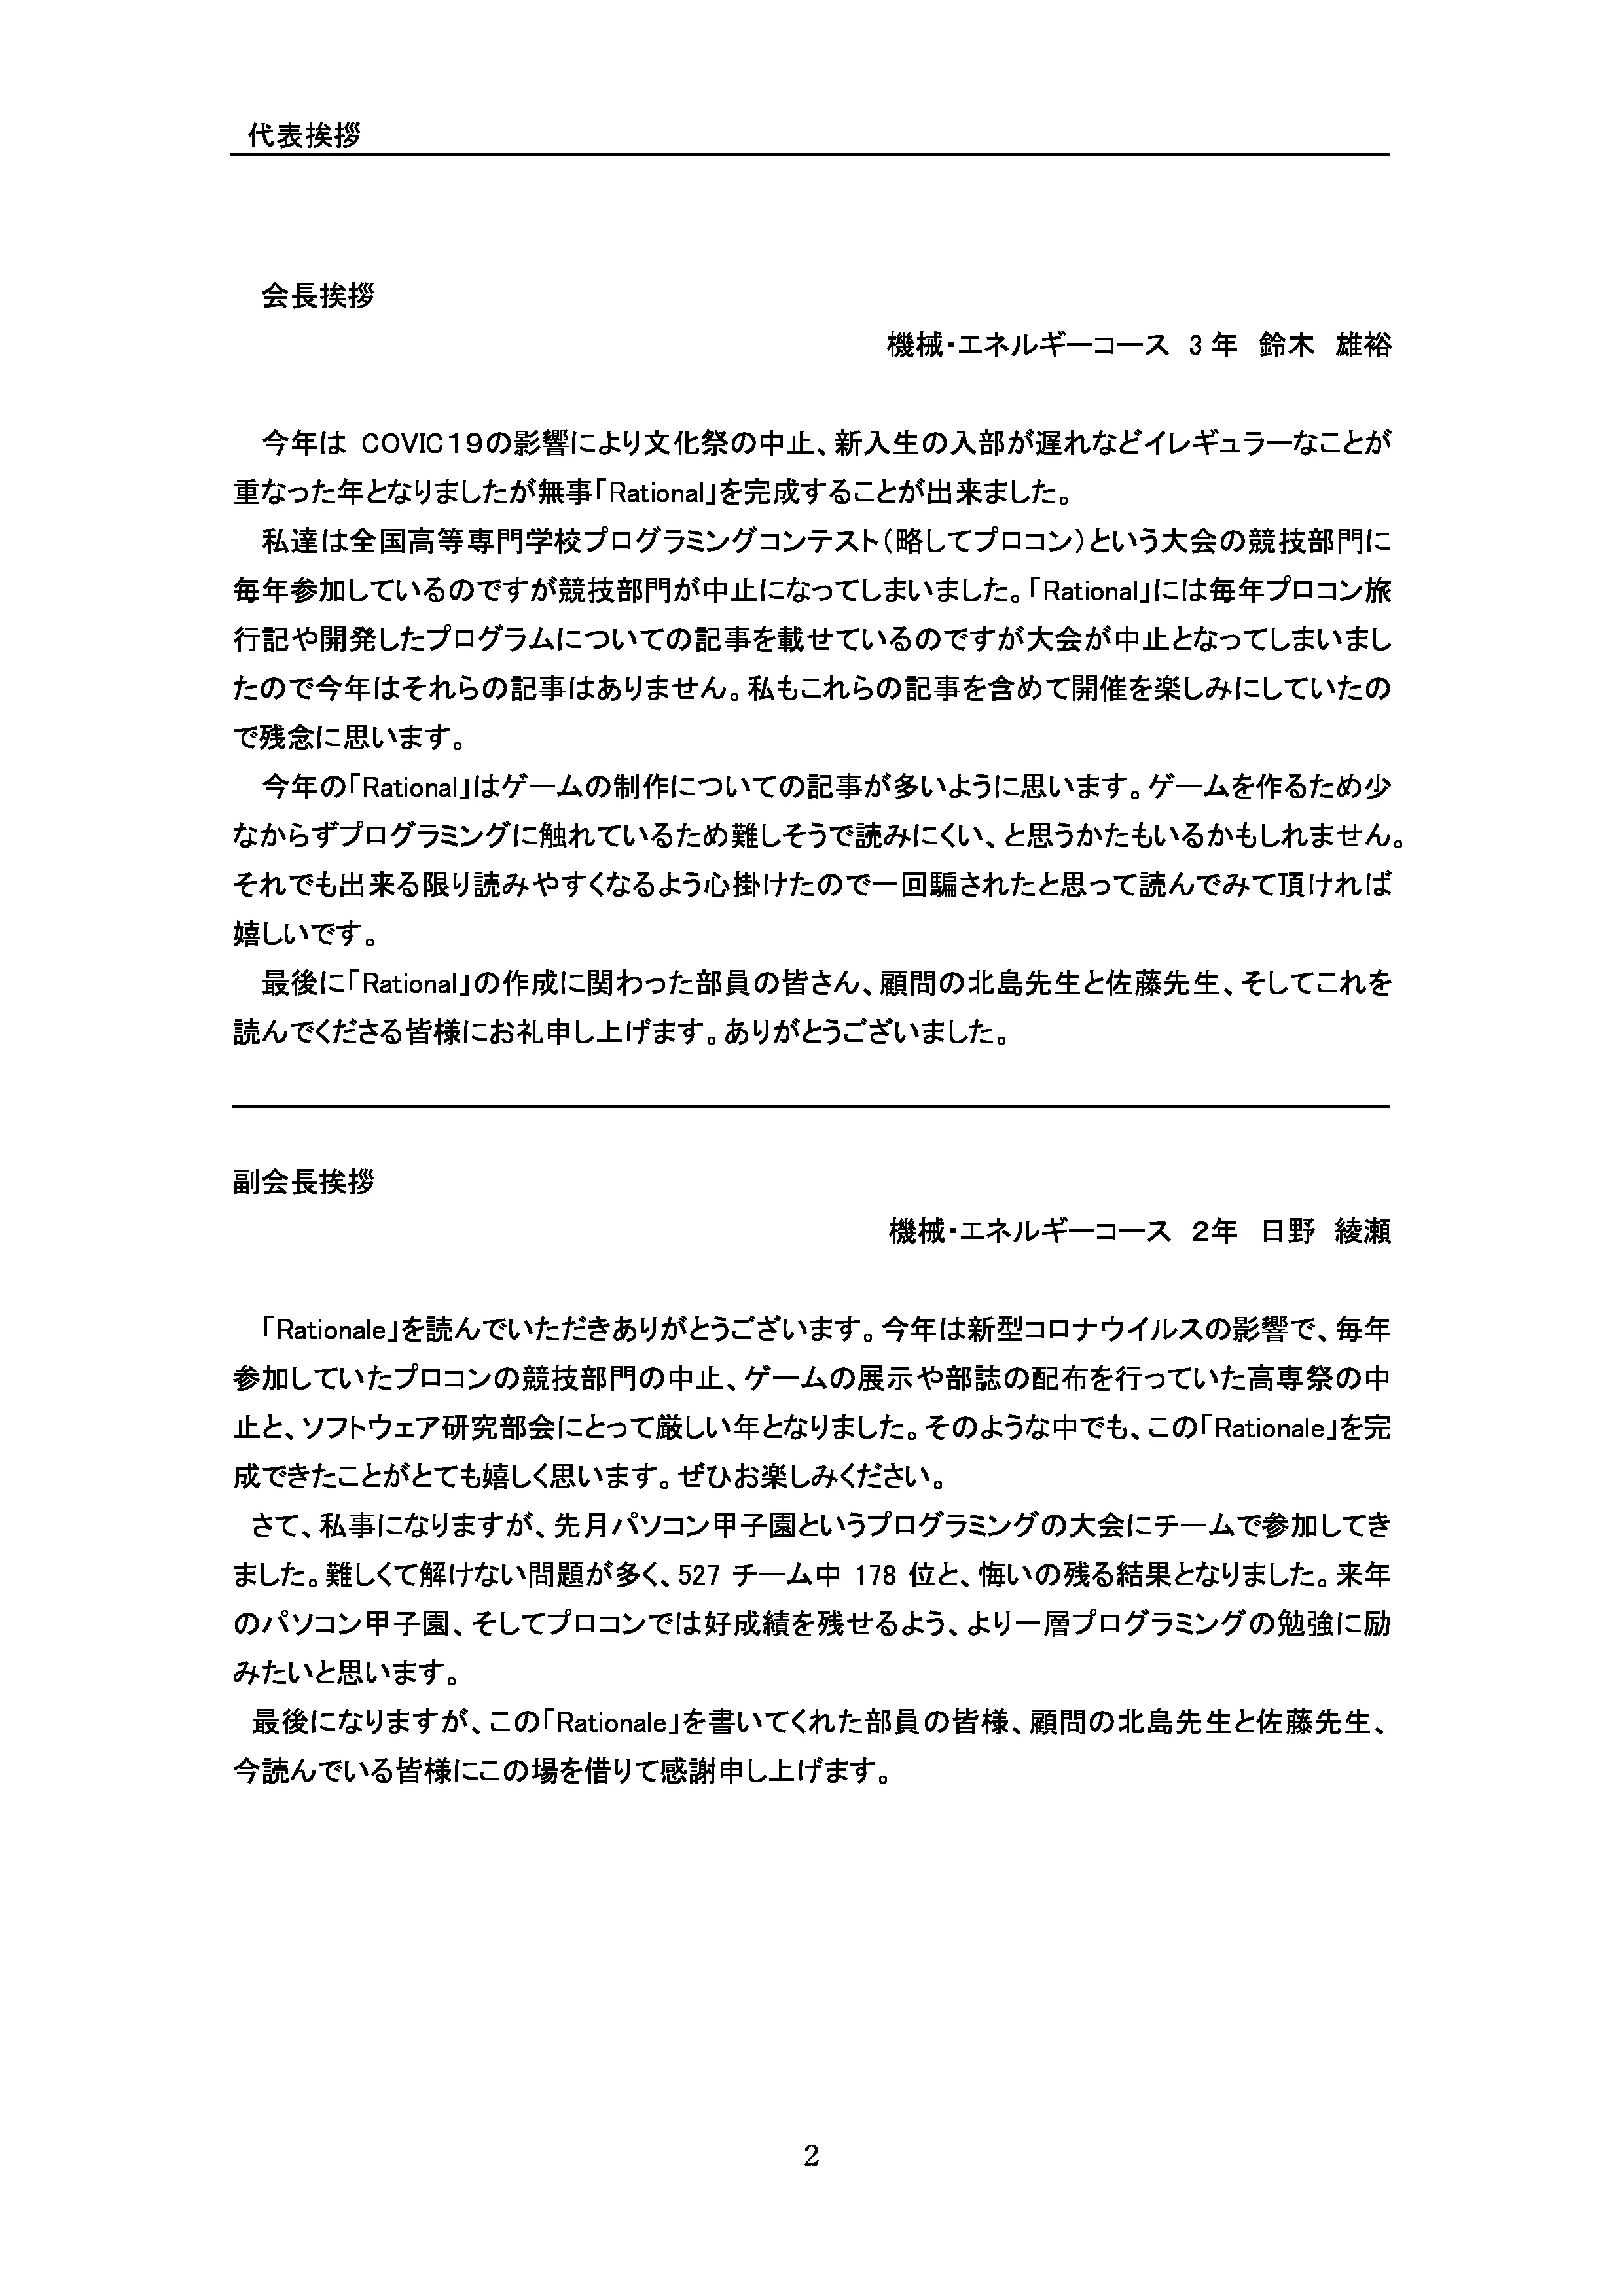 代表挨拶
会長挨拶
機械・エネルギーコース 3 年　鈴木　雄裕
今年は COVIC19の影響により文化祭の中止、新入生の入部が遅れなどイレギュラーなことが
重なった年となりましたが無事「Rational」を完成することが出来ました。
私達は全国高等専門学校プログラミングコンテスト（略してプロコン）という大会の競技部門に
毎年参加しているのですが競技部門が中止になってしまいました。「Rational」には毎年プロコン旅
行記や開発したプログラムについての記事を載せているのですが大会が中止となってしまいまし
たので今年はそれらの記事はありません。私もこれらの記事を含めて開催を楽しみにしていたの
で残念に思います。
今年の「Rational」はゲームの制作についての記事が多いように思います。ゲームを作るため少
なからずプログラミングに触れているため難しそうで読みにくい、と思うかたもいるかもしれません。
それでも出来る限り読みやすくなるよう心掛けたので一回騙されたと思って読んでみて頂ければ
嬉しいです。
最後に「Rational」の作成に関わった部員の皆さん、顧問の北島先生と佐藤先生、そしてこれを
読んでくださる皆様にお礼申し上げます。ありがとうございました。
副会長挨拶
機械・エネルギーコース　2年　日野　綾瀬
「Rationale」を読んでいただきありがとうございます。今年は新型コロナウイルスの影響で、毎年
参加していたプロコンの競技部門の中止、ゲームの展示や部誌の配布を行っていた高専祭の中
止と、ソフトウェア研究部会にとって厳しい年となりました。そのような中でも、この「Rationale」を完
成できたことがとても嬉しく思います。ぜひお楽しみください。
さて、私事になりますが、先月パソコン甲子園というプログラミングの大会にチームで参加してき
ました。難しくて解けない問題が多く、527 チーム中 178 位と、悔いの残る結果となりました。来年
のパソコン甲子園、そしてプロコンでは好成績を残せるよう、より一層プログラミングの勉強に励
みたいと思います。
最後になりますが、この「Rationale」を書いてくれた部員の皆様、顧問の北島先生と佐藤先生、
今読んでいる皆様にこの場を借りて感謝申し上げます。
2